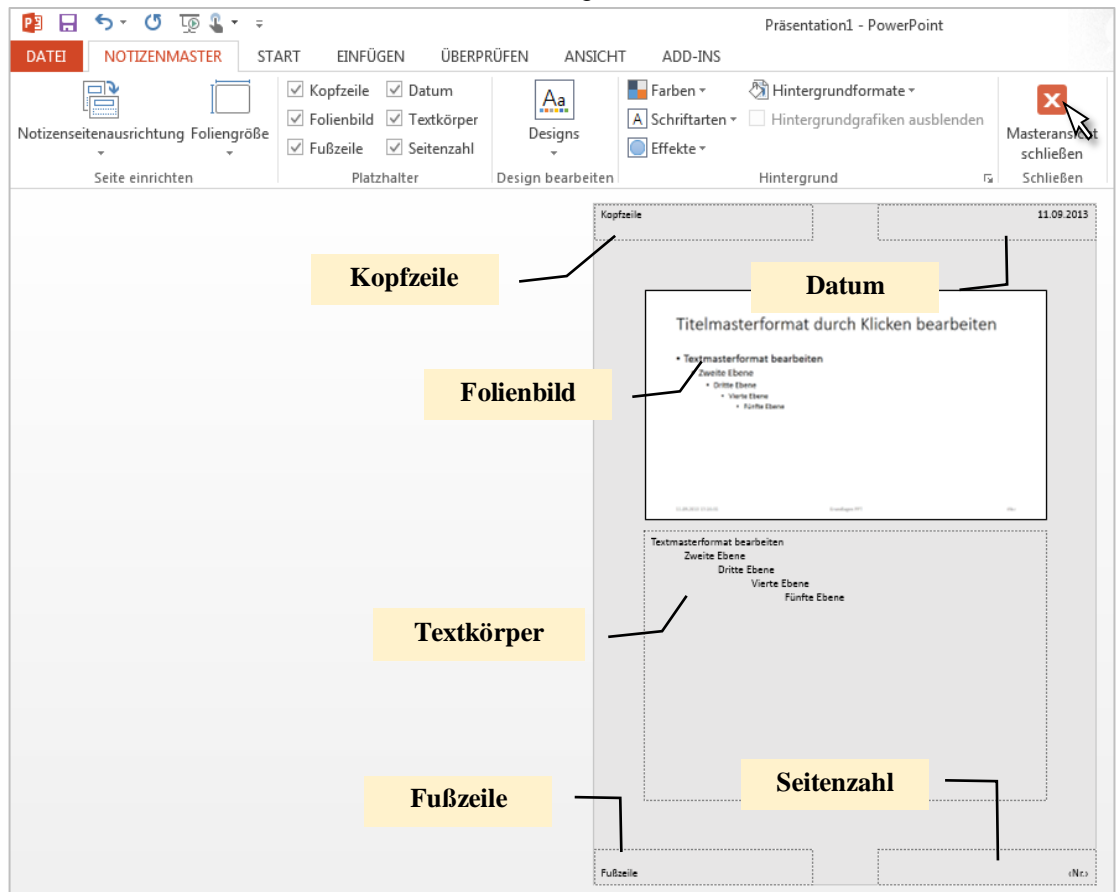 Präsentation1 - PowerPoint
DATEI NOTIZENMASTER START EINFÜGEN ÜBERPRÜFEN ANSICHT ADD-INS
Notizenseitenausrichtung Foliengröße
Seite einrichten
Kopfzeile Datum
Folienbild Textkörper
Fußzeile Seitenzahl
Platzhalter
Aa
Designs
Design bearbeiten
Farben Hintergrundformate
A Schriftarten Hintergrundgrafiken ausblenden
Effekte
Hintergrund
Masteransicht
schließen
Schließen
Kopfzeile 11.09.2013
Kopfzeile
Datum
Titelmasterformat durch Klicken bearbeiten
• Textmasterformat bearbeiten
• Zweite Ebene
• Dritte Ebene
• Vierte Ebene
• Fünfte Ebene
Folienbild
Textmasterformat bearbeiten
Zweite Ebene
Dritte Ebene
Vierte Ebene
Fünfte Ebene
Textkörper
Seitenzahl
Fußzeile
Fußzeile ‹Nr.›